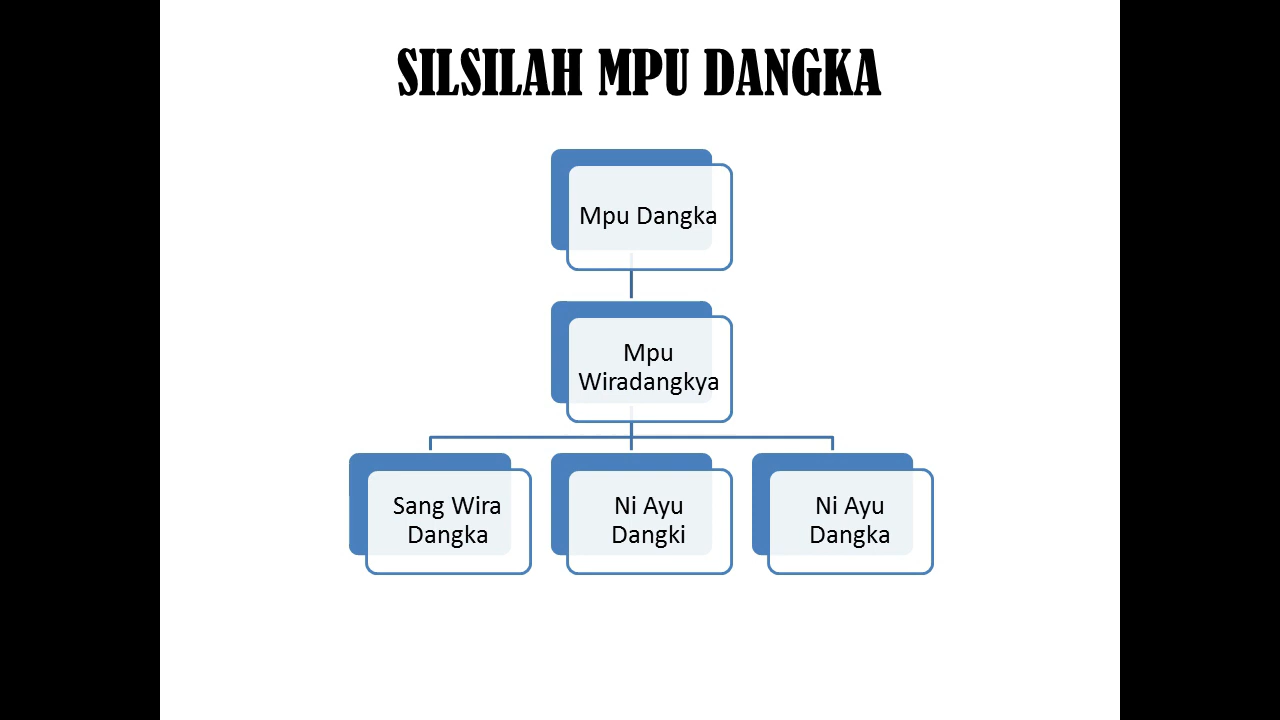 SILSILAH MPU DANGKA
Mpu Dangka
Mpu
Wiradangkya
Sang Wira
Dangka
Ni Ayu
Dangki
Ni Ayu
Dangka